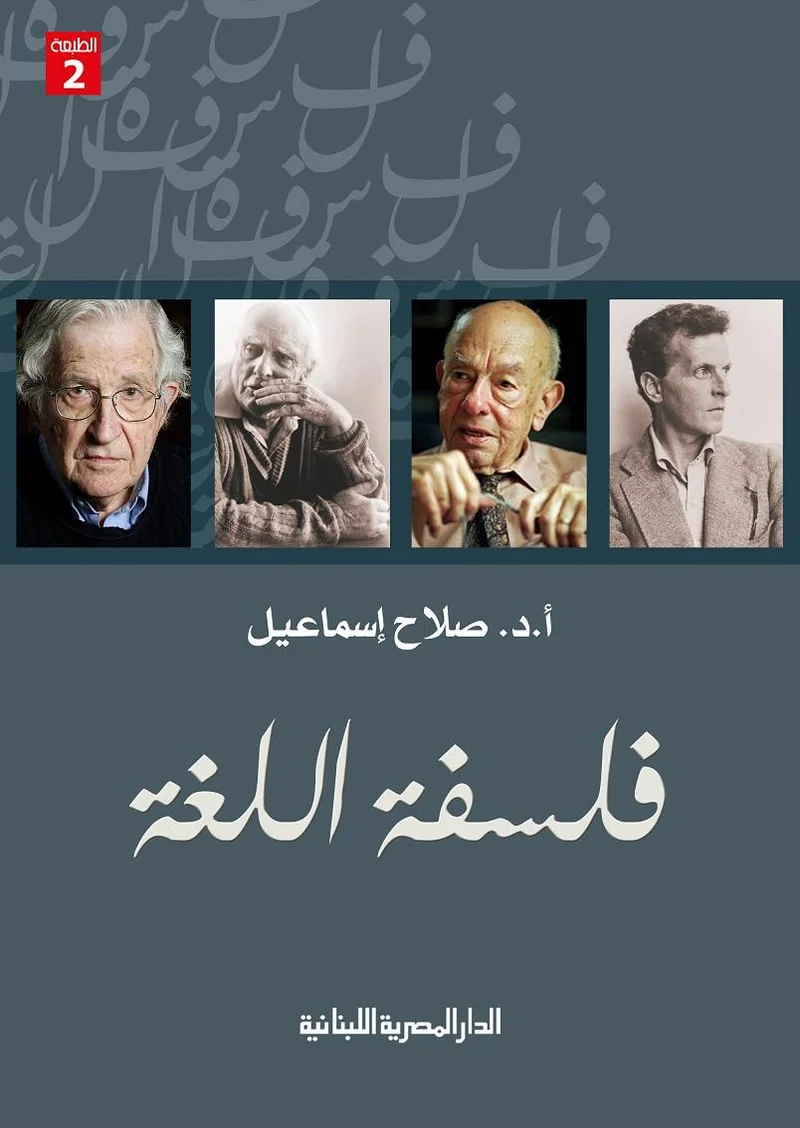 الطبعة
2
أ.د. صلاح إسماعيل
فلسفة اللغة
الدار المصرية اللبنانية